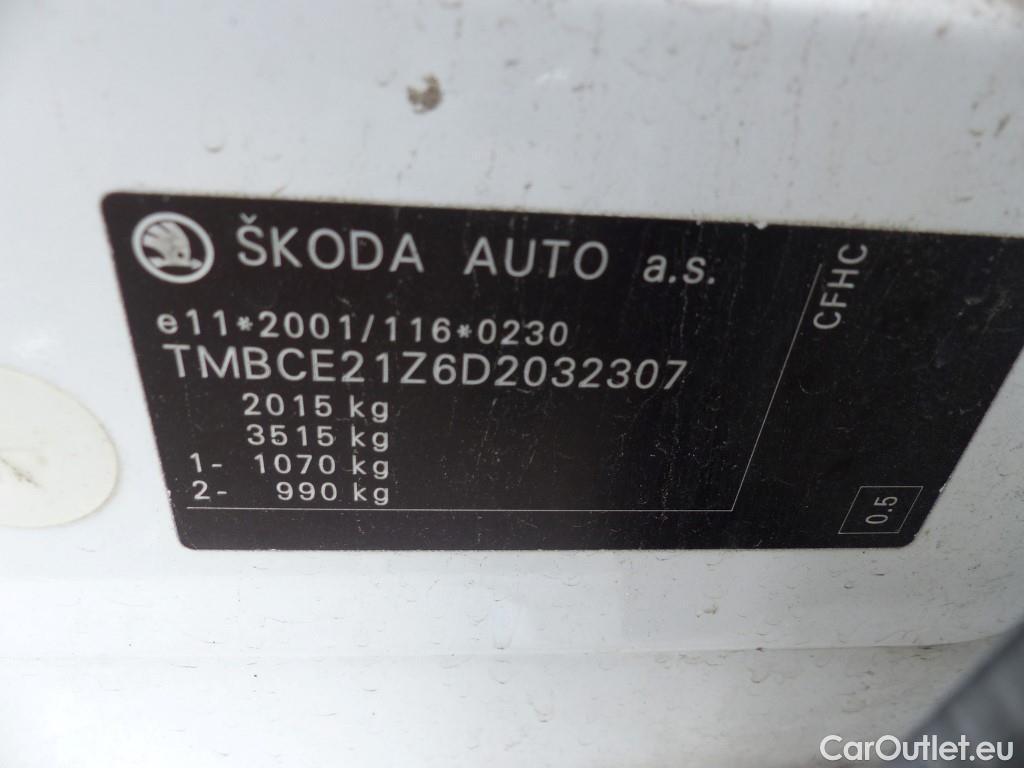 ŠKODA AUTO a.s.
e11*2001/116*0230
TMBCE21Z6D2032307
2015 kg
3515 kg
1- 1070 kg
2- 990 kg
CFHC
0.5
CarOutlet.eu